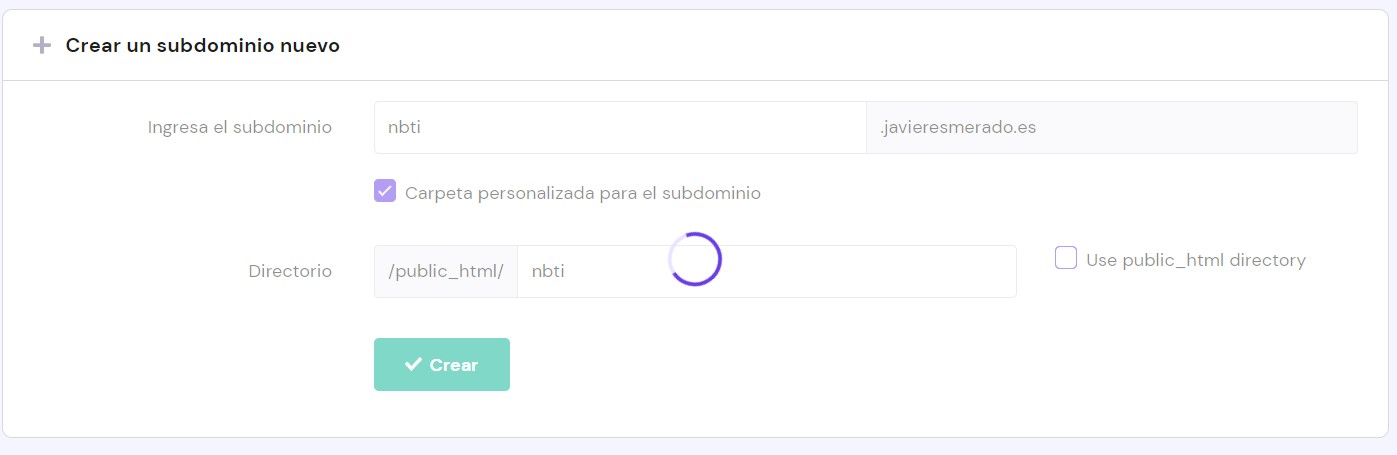 Crear un subdominio nuevo
Ingresa el subdominio nbti .javieresmerado.es
Carpeta personalizada para el subdominio
Directorio /public_html/ nbti Use public_html directory
Crear